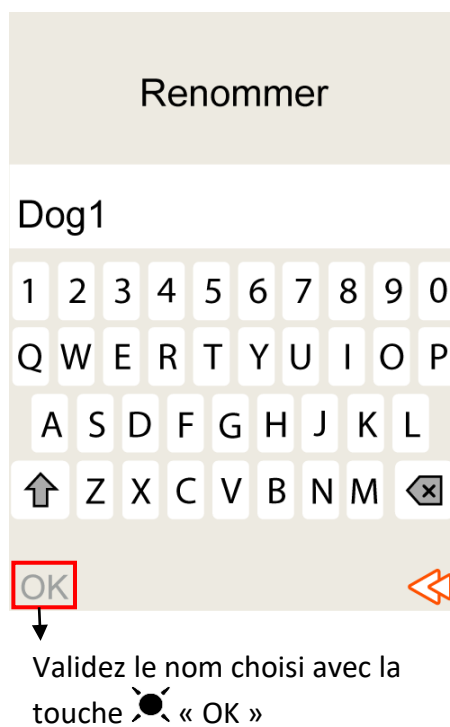 Renommer
Dog1
1 2 3 4 5 6 7 8 9 0
Q W E R T Y U I O P
A S D F G H J K L
Z X C V B N M
OK
Validez le nom choisi avec la
touche « OK »